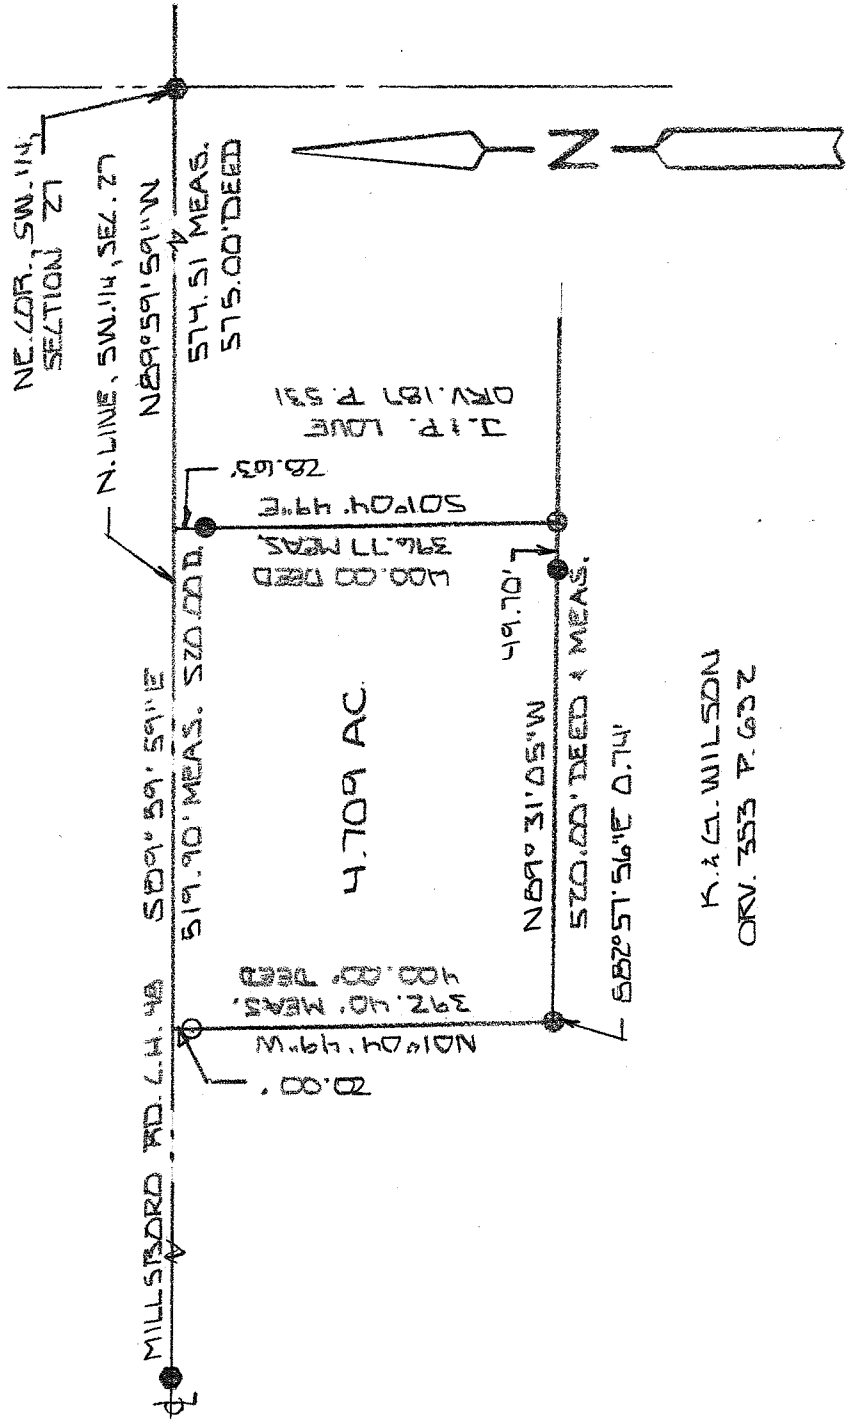 NE. COR., SW. 1/4,
SECTION 27
N. LINE, SW. 1/4, SEC. 27
N89°59'59"W
574.51 MEAS.
575.00' DEED
N
MILLSBORO RD. C.H. 48
S89°59'59"E
519.90' MEAS. 520.00 D.
28.63'
J. & P. LOVE
ORV. 187 P. 531
S01°04'49"E
396.77 MEAS.
400.00 DEED
4.709 AC.
49.70'
N89°31'05"W
520.00' DEED & MEAS.
S82°57'56"E 0.74'
400.00' DEED
392.40' MEAS.
N01°04'49"W
20.00'
K. & G. WILSON
ORV. 353 P. 632